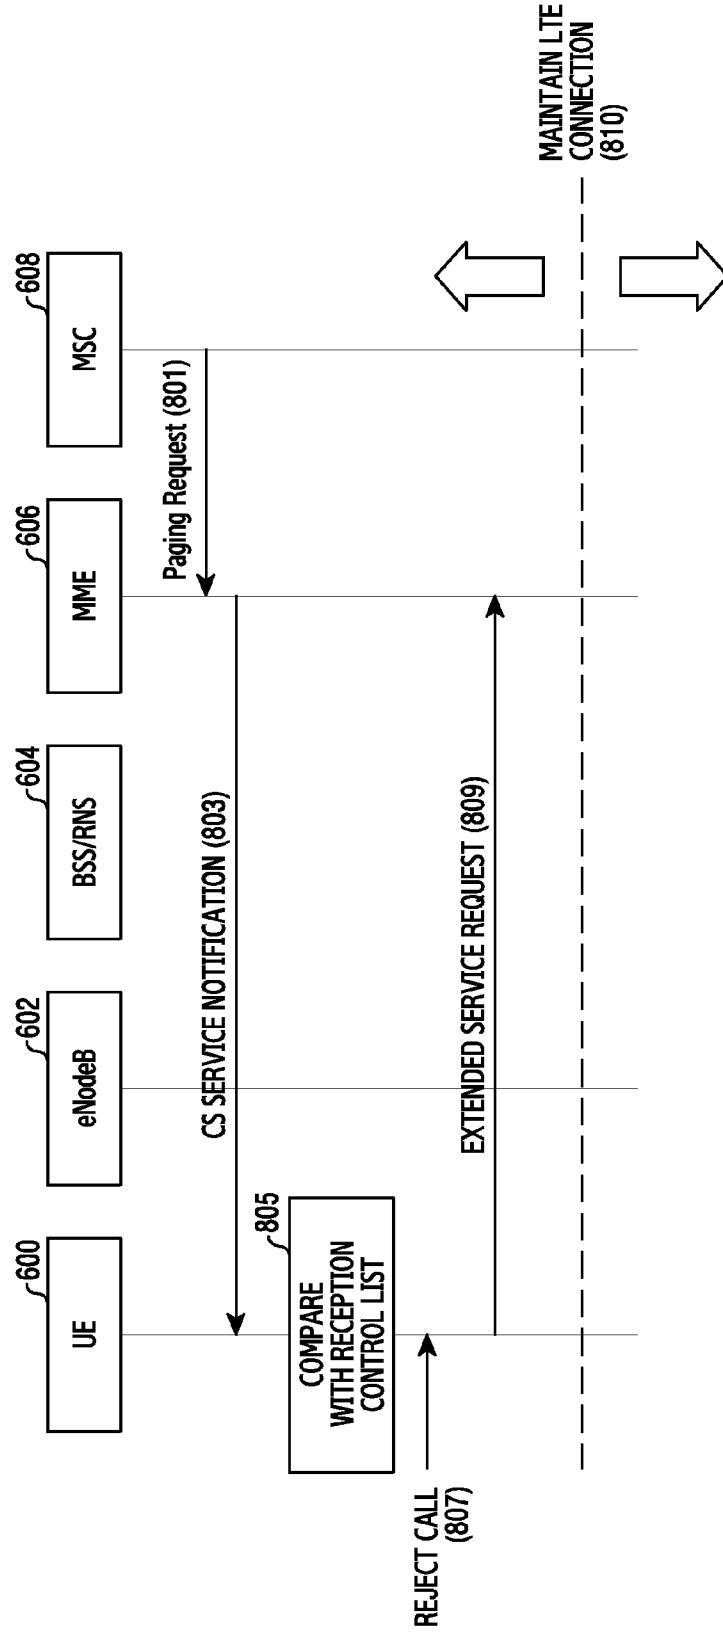 600
602
604
606
608
UE
eNodeB
BSS/RNS
MME
MSC
Paging Request (801)
CS SERVICE NOTIFICATION (803)
805
COMPARE
WITH RECEPTION
CONTROL LIST
REJECT CALL
(807)
EXTENDED SERVICE REQUEST (809)
MAINTAIN LTE
CONNECTION
(810)